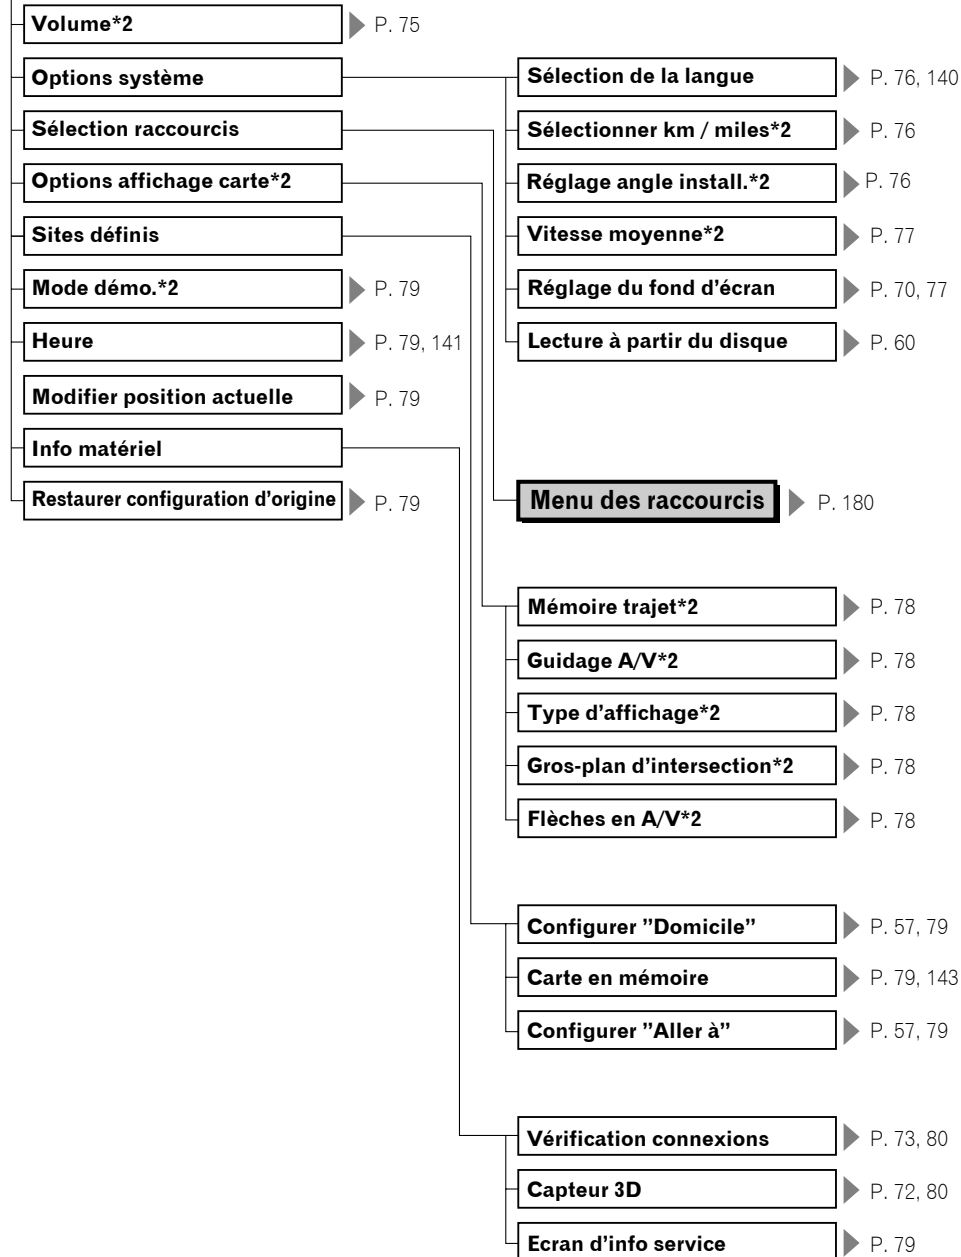 Volume*2 P. 75
Options système
Sélection de la langue P. 76, 140
Sélection raccourcis
Sélectionner km / miles*2 P. 76
Options affichage carte*2
Réglage angle install.*2 P. 76
Sites définis
Vitesse moyenne*2 P. 77
Mode démo.*2 P. 79
Réglage du fond d’écran P. 70, 77
Heure P. 79, 141
Lecture à partir du disque P. 60
Modifier position actuelle P. 79
Info matériel
Restaurer configuration d’origine P. 79
Menu des raccourcis P. 180
Mémoire trajet*2 P. 78
Guidage A/V*2 P. 78
Type d’affichage*2 P. 78
Gros-plan d’intersection*2 P. 78
Flèches en A/V*2 P. 78
Configurer ”Domicile” P. 57, 79
Carte en mémoire P. 79, 143
Configurer ”Aller à” P. 57, 79
Vérification connexions P. 73, 80
Capteur 3D P. 72, 80
Ecran d’info service P. 79